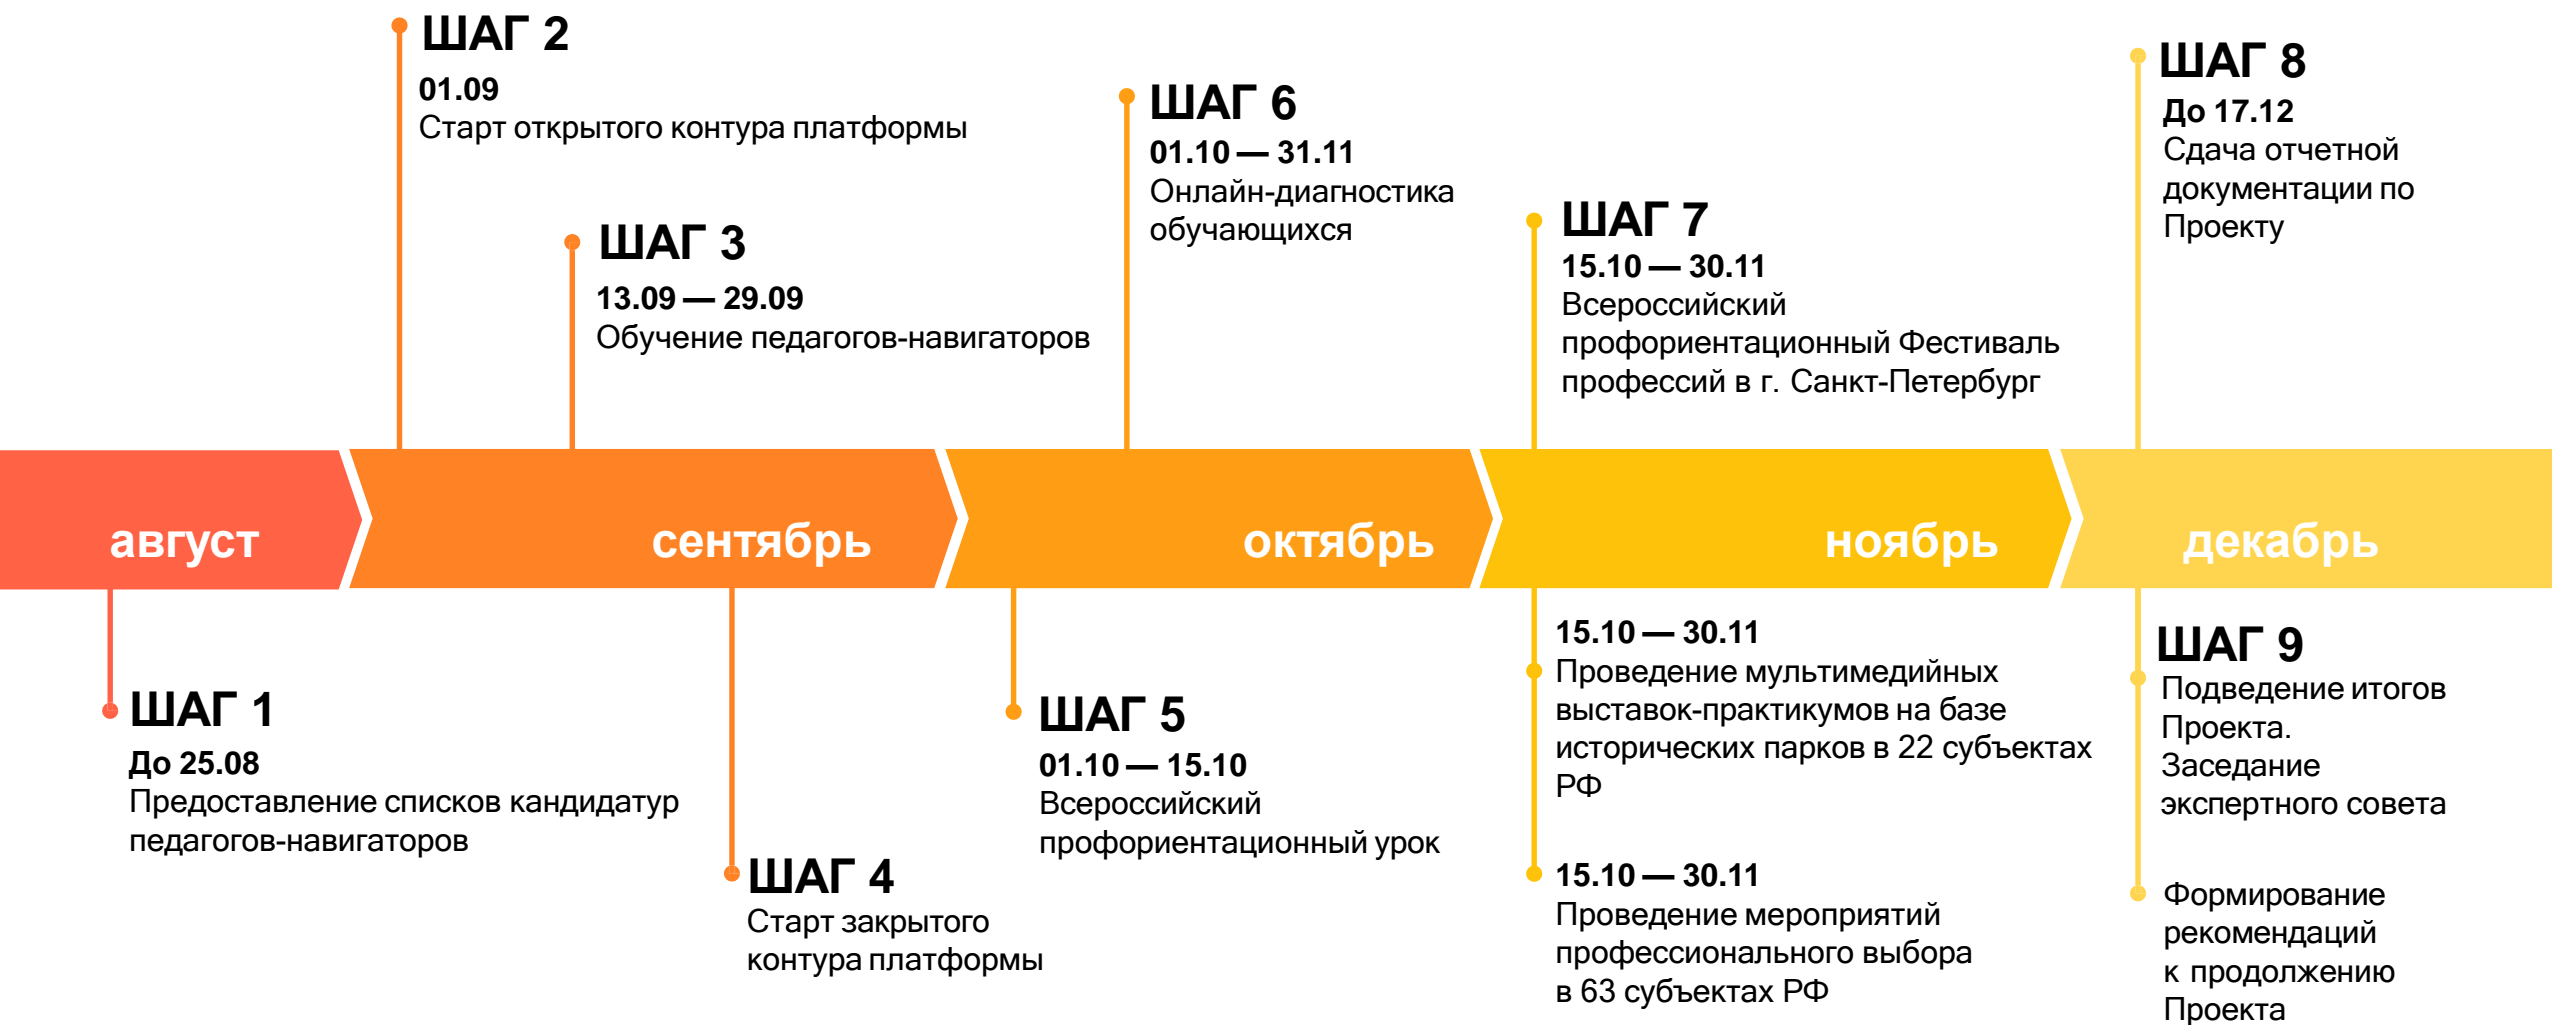 ШАГ 2
01.09
Старт открытого контура платформы
ШАГ 3
13.09 — 29.09
Обучение педагогов-навигаторов
ШАГ 6
01.10 — 31.11
Онлайн-диагностика
обучающихся
ШАГ 7
15.10 — 30.11
Всероссийский
профориентационный Фестиваль
профессий в г. Санкт-Петербург
ШАГ 8
До 17.12
Сдача отчетной
документации по
Проекту
август
сентябрь
октябрь
ноябрь
декабрь
ШАГ 1
До 25.08
Предоставление списков кандидатур
педагогов-навигаторов
ШАГ 4
Старт закрытого
контура платформы
ШАГ 5
01.10 — 15.10
Всероссийский
профориентационный урок
15.10 — 30.11
Проведение мультимедийных
выставок-практикумов на базе
исторических парков в 22 субъектах
РФ
15.10 — 30.11
Проведение мероприятий
профессионального выбора
в 63 субъектах РФ
ШАГ 9
Подведение итогов
Проекта.
Заседание
экспертного совета
Формирование
рекомендаций
к продолжению
Проекта